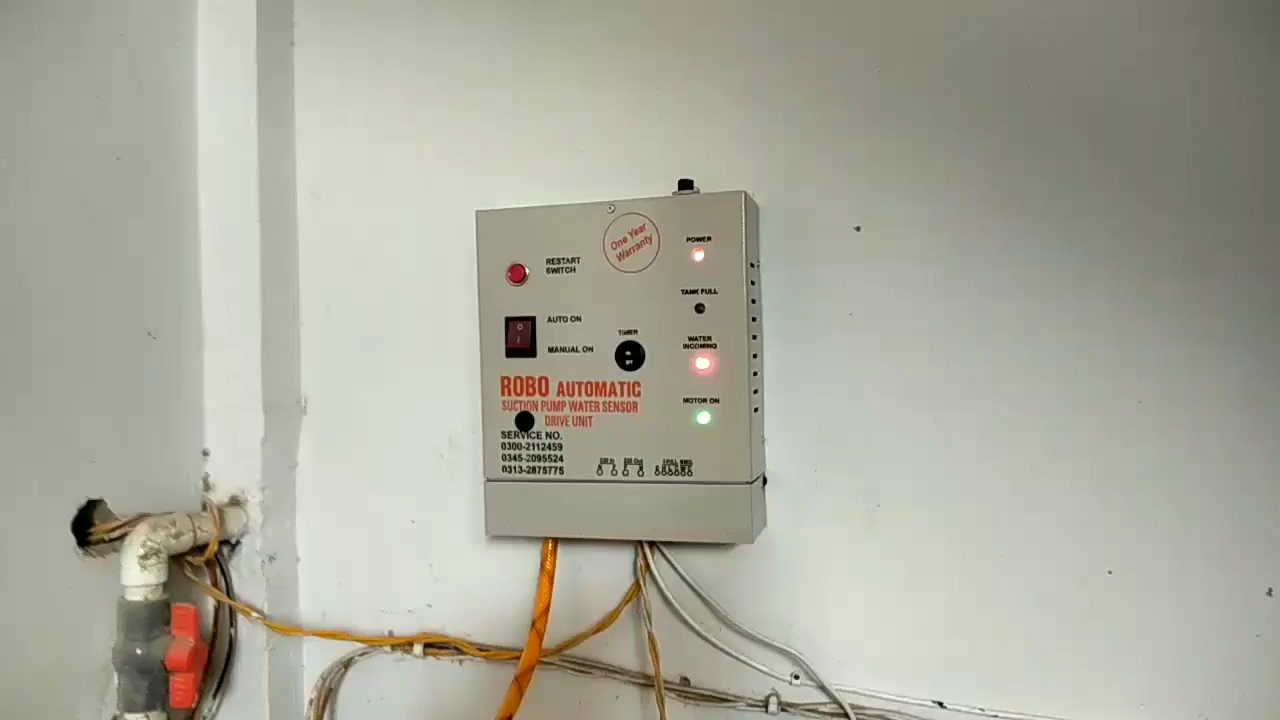 One Year
Warranty
POWER
RESTART
SWITCH
TANK FULL
AUTO ON
TIMER
WATER
INCOMING
MANUAL ON
ROBO AUTOMATIC
MOTOR ON
SUCTION PUMP WATER SENSOR
DRIVE UNIT
SERVICE NO.
0300-2112459
0345-2095524
0313-2875775